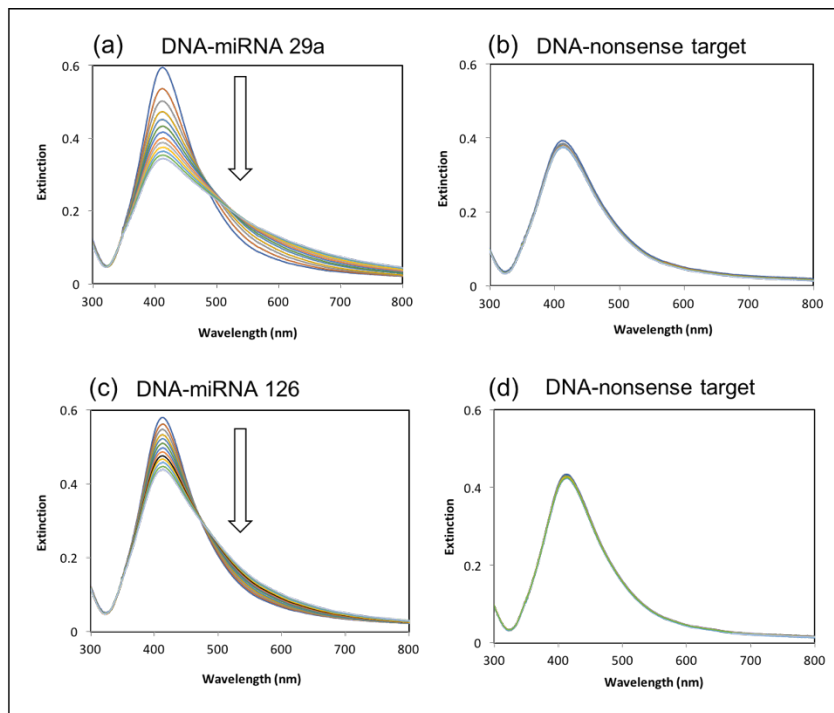 (a) DNA-miRNA 29a
0.6
0.4
0.2
0
Extinction
300 400 500 600 700 800
Wavelength (nm)
(b) DNA-nonsense target
0.6
0.4
0.2
0
Extinction
300 400 500 600 700 800
Wavelength (nm)
(c) DNA-miRNA 126
0.6
0.4
0.2
0
Extinction
300 400 500 600 700 800
Wavelength (nm)
(d) DNA-nonsense target
0.6
0.4
0.2
0
Extinction
300 400 500 600 700 800
Wavelength (nm)